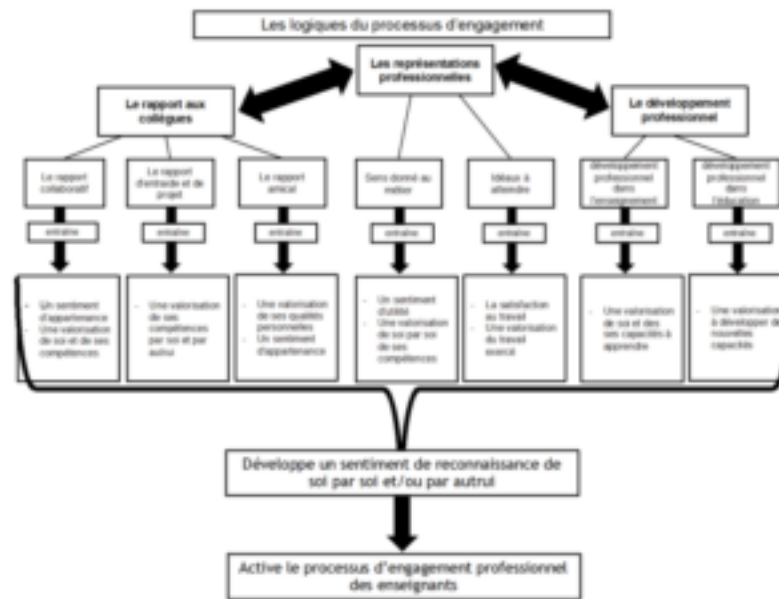 Les logiques du processus d'engagement
Les représentations
professionnelles
Le rapport aux
collègues
Le développement
professionnel
Le rapport
collaboratif
Le rapport
d'entraide et de
projet
Le rapport
amical
Sens donné au
métier
Idéaux à
atteindre
développement
professionnel
dans
l'enseignement
développement
professionnel
dans
l'éducation
entraîne
entraîne
entraîne
entraîne
entraîne
entraîne
entraîne
- Un sentiment
d'appartenance
- Une valorisation
de soi et de ses
compétences
- Une valorisation
de ses
compétences
par soi et par
autrui
- Une valorisation
de ses qualités
personnelles
- Un sentiment
d'appartenance
- Un sentiment
d'utilité
- Une valorisation
de soi par soi
de ses
compétences
- La satisfaction
au travail
- Une valorisation
du travail
exercé
- Une valorisation
de soi et des
ses capacités à
apprendre
- Une valorisation
à développer de
nouvelles
capacités
Développe un sentiment de reconnaissance de
soi par soi et/ou par autrui
Active le processus d'engagement professionnel
des enseignants